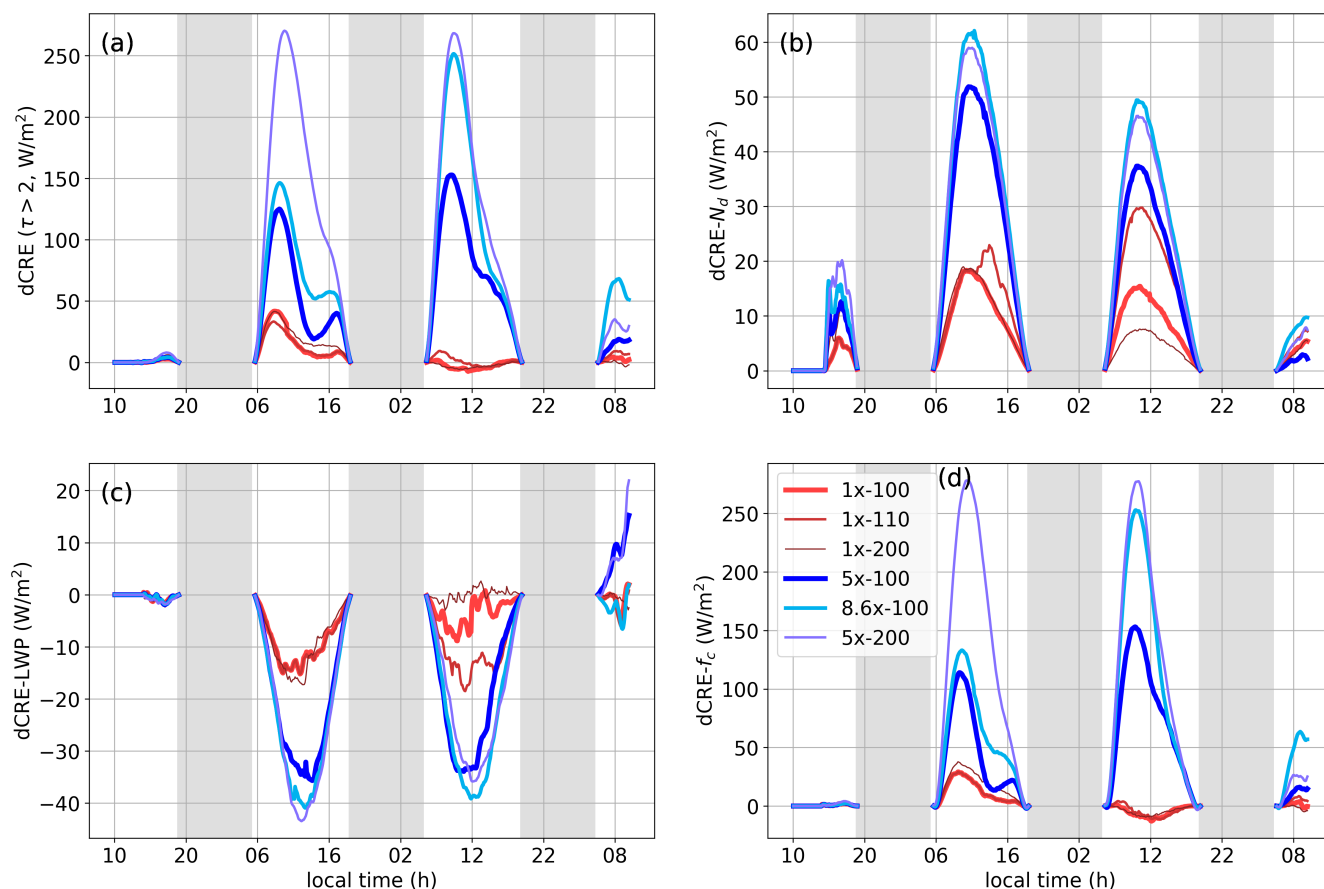 (a)
dCRE (τ > 2, W/m²)
250
200
150
100
50
0
10 20 06 16 02 12 22 08
(b)
dCRE-N_d (W/m²)
60
50
40
30
20
10
0
10 20 06 16 02 12 22 08
(c)
dCRE-LWP (W/m²)
20
10
0
−10
−20
−30
−40
10 20 06 16 02 12 22 08
local time (h)
(d)
dCRE-f_c (W/m²)
250
200
150
100
50
0
1x-100
1x-110
1x-200
5x-100
8.6x-100
5x-200
10 20 06 16 02 12 22 08
local time (h)